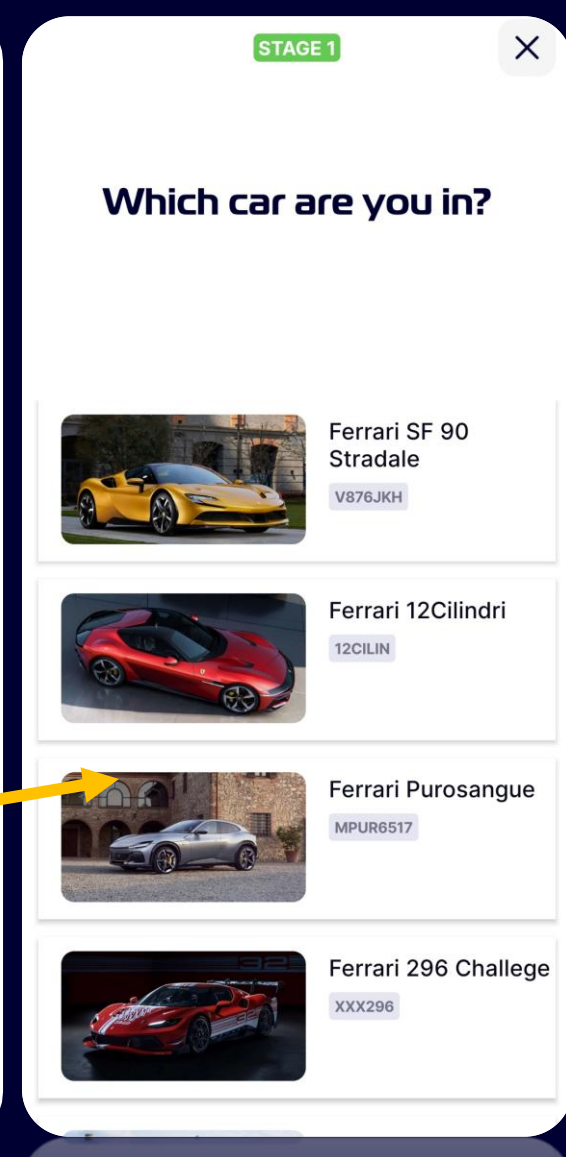 STAGE 1
Which car are you in?
Ferrari SF 90
Stradale
V876JKH
Ferrari 12Cilindri
12CILIN
Ferrari Purosangue
MPUR6517
Ferrari 296 Challege
XXX296